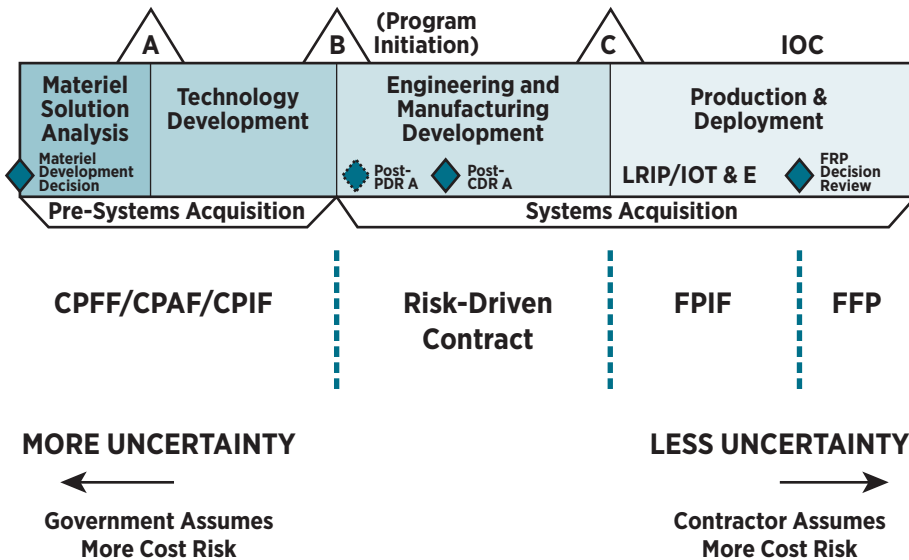 A
B
(Program
Initiation)
C
IOC
Materiel
Solution
Analysis
Technology
Development
Engineering and
Manufacturing
Development
Production &
Deployment
Materiel
Development
Decision
Post-
PDR A
Post-
CDR A
LRIP/IOT & E
FRP
Decision
Review
Pre-Systems Acquisition
Systems Acquisition
CPFF/CPAF/CPIF
Risk-Driven
Contract
FPIF
FFP
MORE UNCERTAINTY
LESS UNCERTAINTY
Government Assumes
More Cost Risk
Contractor Assumes
More Cost Risk